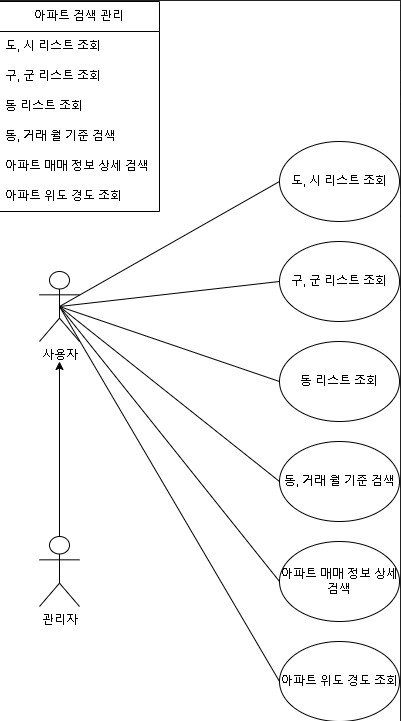 아파트 검색 관리
도, 시 리스트 조회
구, 군 리스트 조회
동 리스트 조회
동, 거래 월 기준 검색
아파트 매매 정보 상세 검색
아파트 위도 경도 조회
도, 시 리스트 조회
구, 군 리스트 조회
사용자
동 리스트 조회
동, 거래 월 기준 검색
아파트 매매 정보 상세
검색
관리자
아파트 위도 경도 조회